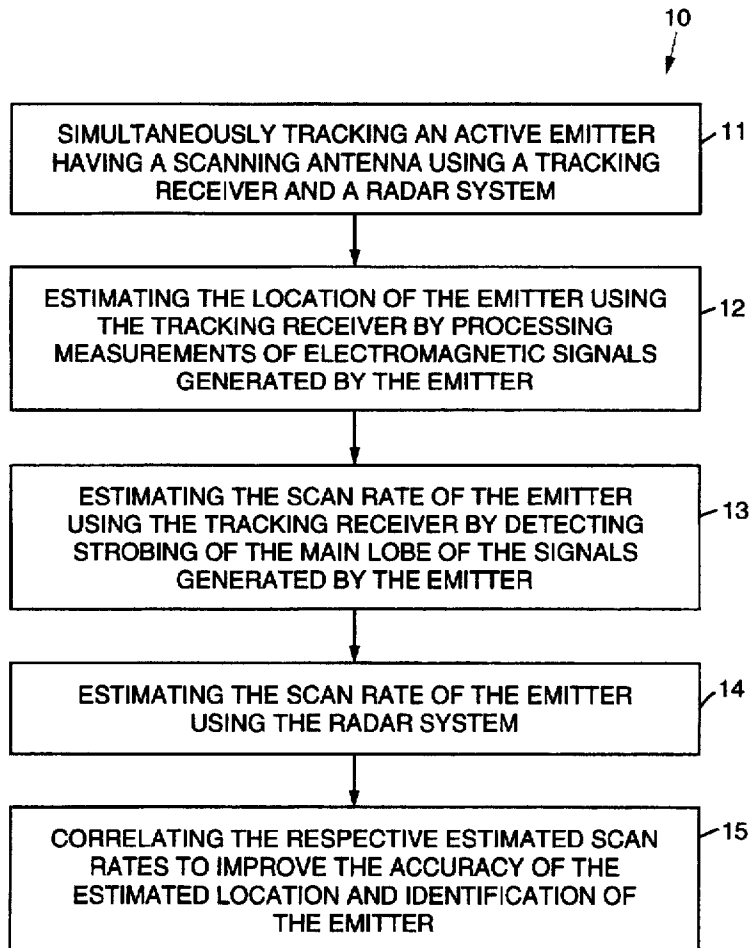 10
SIMULTANEOUSLY TRACKING AN ACTIVE EMITTER
HAVING A SCANNING ANTENNA USING A TRACKING
RECEIVER AND A RADAR SYSTEM
11
ESTIMATING THE LOCATION OF THE EMITTER USING
THE TRACKING RECEIVER BY PROCESSING
MEASUREMENTS OF ELECTROMAGNETIC SIGNALS
GENERATED BY THE EMITTER
12
ESTIMATING THE SCAN RATE OF THE EMITTER
USING THE TRACKING RECEIVER BY DETECTING
STROBING OF THE MAIN LOBE OF THE SIGNALS
GENERATED BY THE EMITTER
13
ESTIMATING THE SCAN RATE OF THE EMITTER
USING THE RADAR SYSTEM
14
CORRELATING THE RESPECTIVE ESTIMATED SCAN
RATES TO IMPROVE THE ACCURACY OF THE
ESTIMATED LOCATION AND IDENTIFICATION OF
THE EMITTER
15